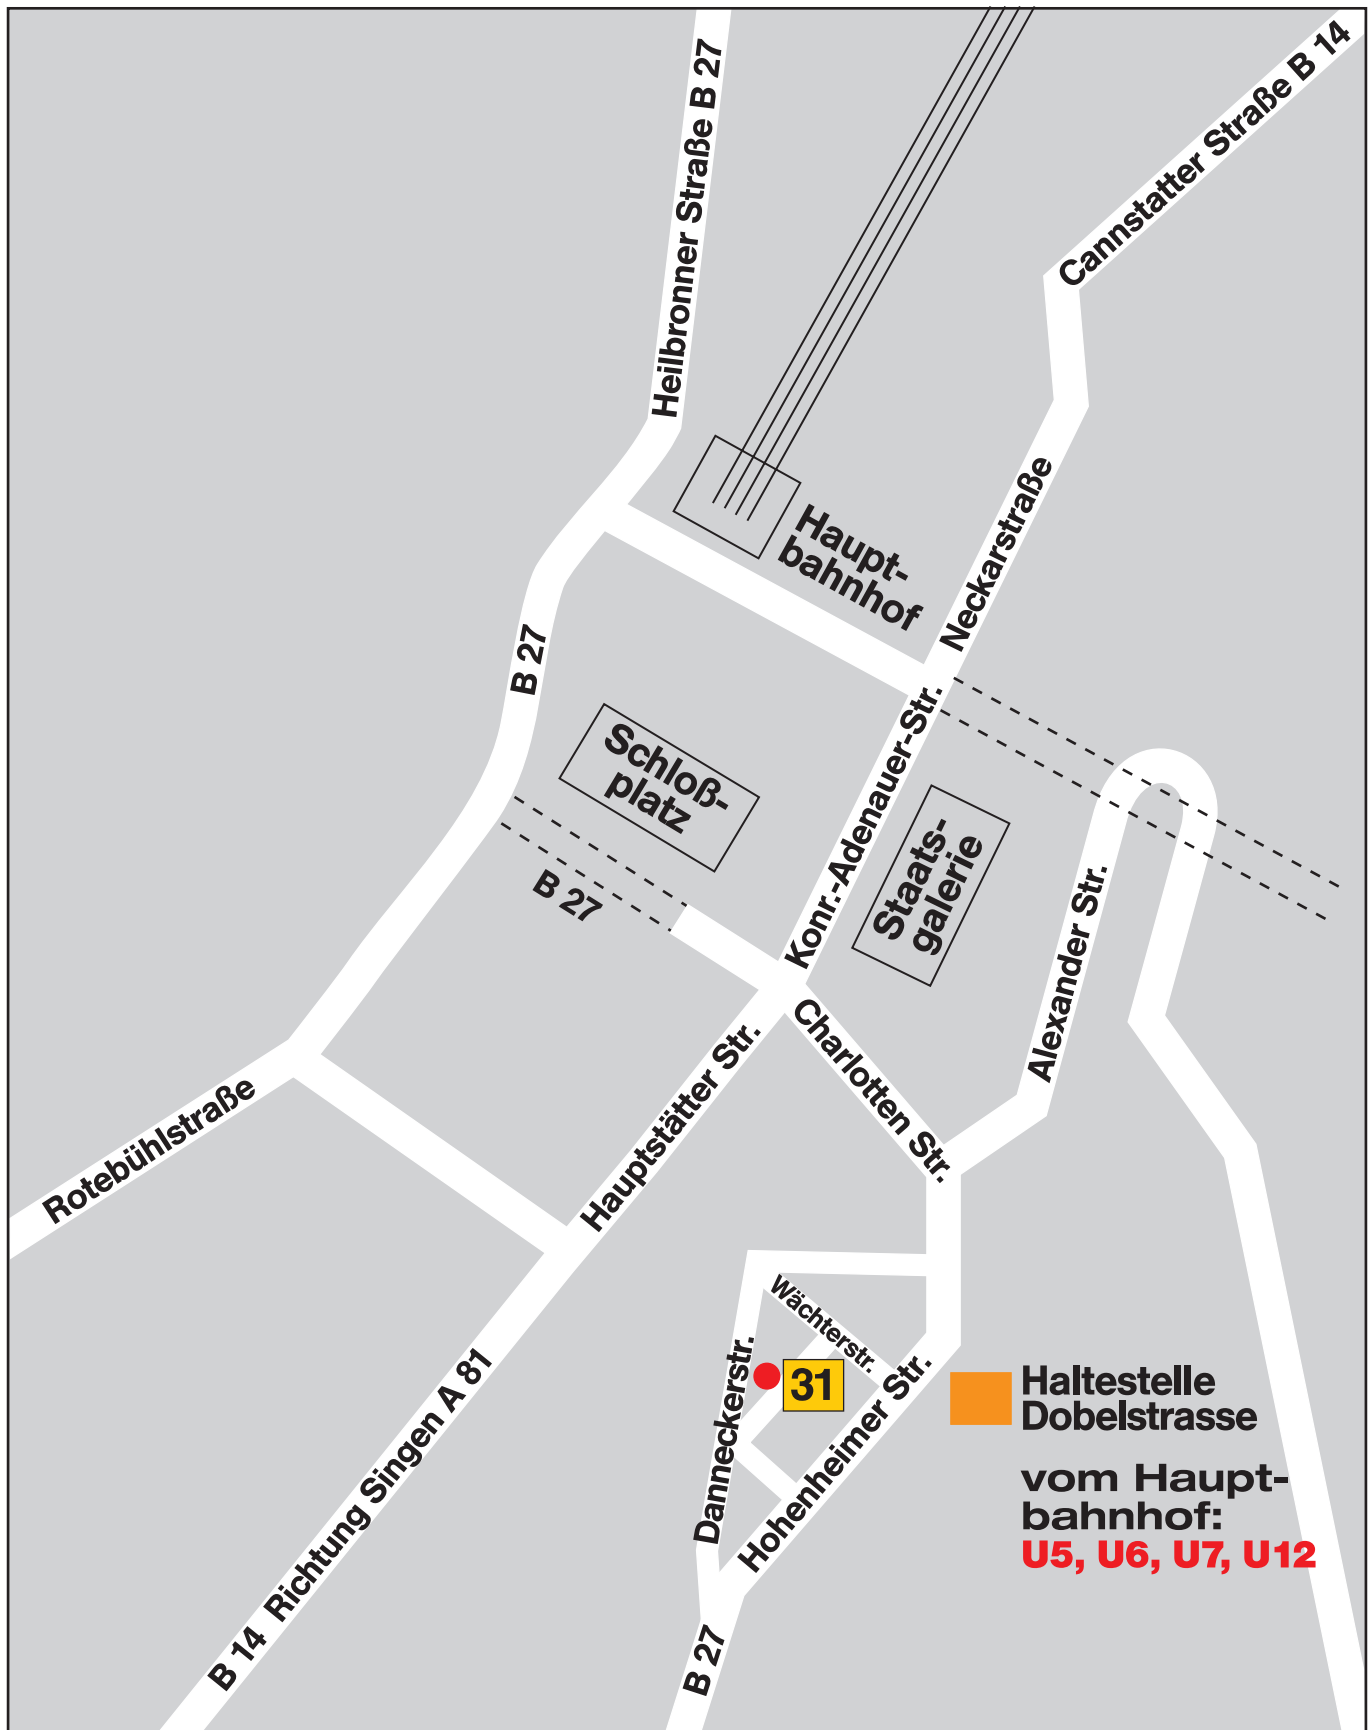 Heilbronner Straße B 27
Cannstatter Straße B 14
Neckarstraße
Haupt-
bahnhof
B 27
Schloß-
platz
Konr.-Adenauer-Str.
Staats-
galerie
B 27
Alexander Str.
Charlotten Str.
Hauptstätter Str.
Rotebühlstraße
Wächterstr.
Danneckerstr.
31
Hohenheimer Str.
Haltestelle
Dobelstrasse
vom Haupt-
bahnhof:
U5, U6, U7, U12
B 14 Richtung Singen A 81
B 27